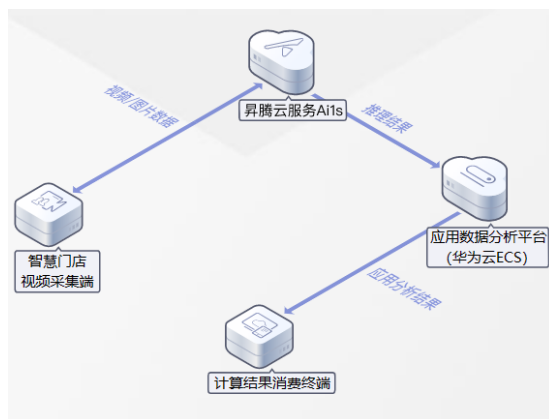 昇腾云服务Ai1s
视频/图片数据
推理结果
智慧门店
视频采集端
应用数据分析平台
(华为云ECS)
应用分析结果
计算结果消费终端